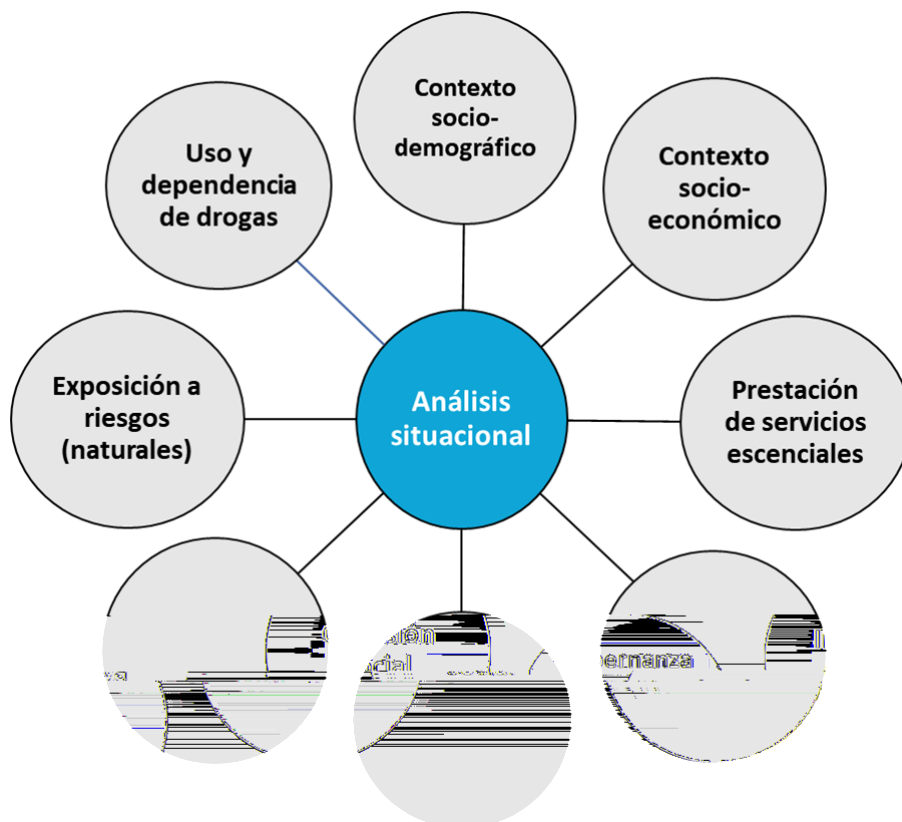 Contexto
socio-
demográfico
Contexto
socio-
económico
Prestación
de servicios
escenciales
Exposición a
riesgos
(naturales)
Uso y
dependencia
de drogas
Análisis
situacional